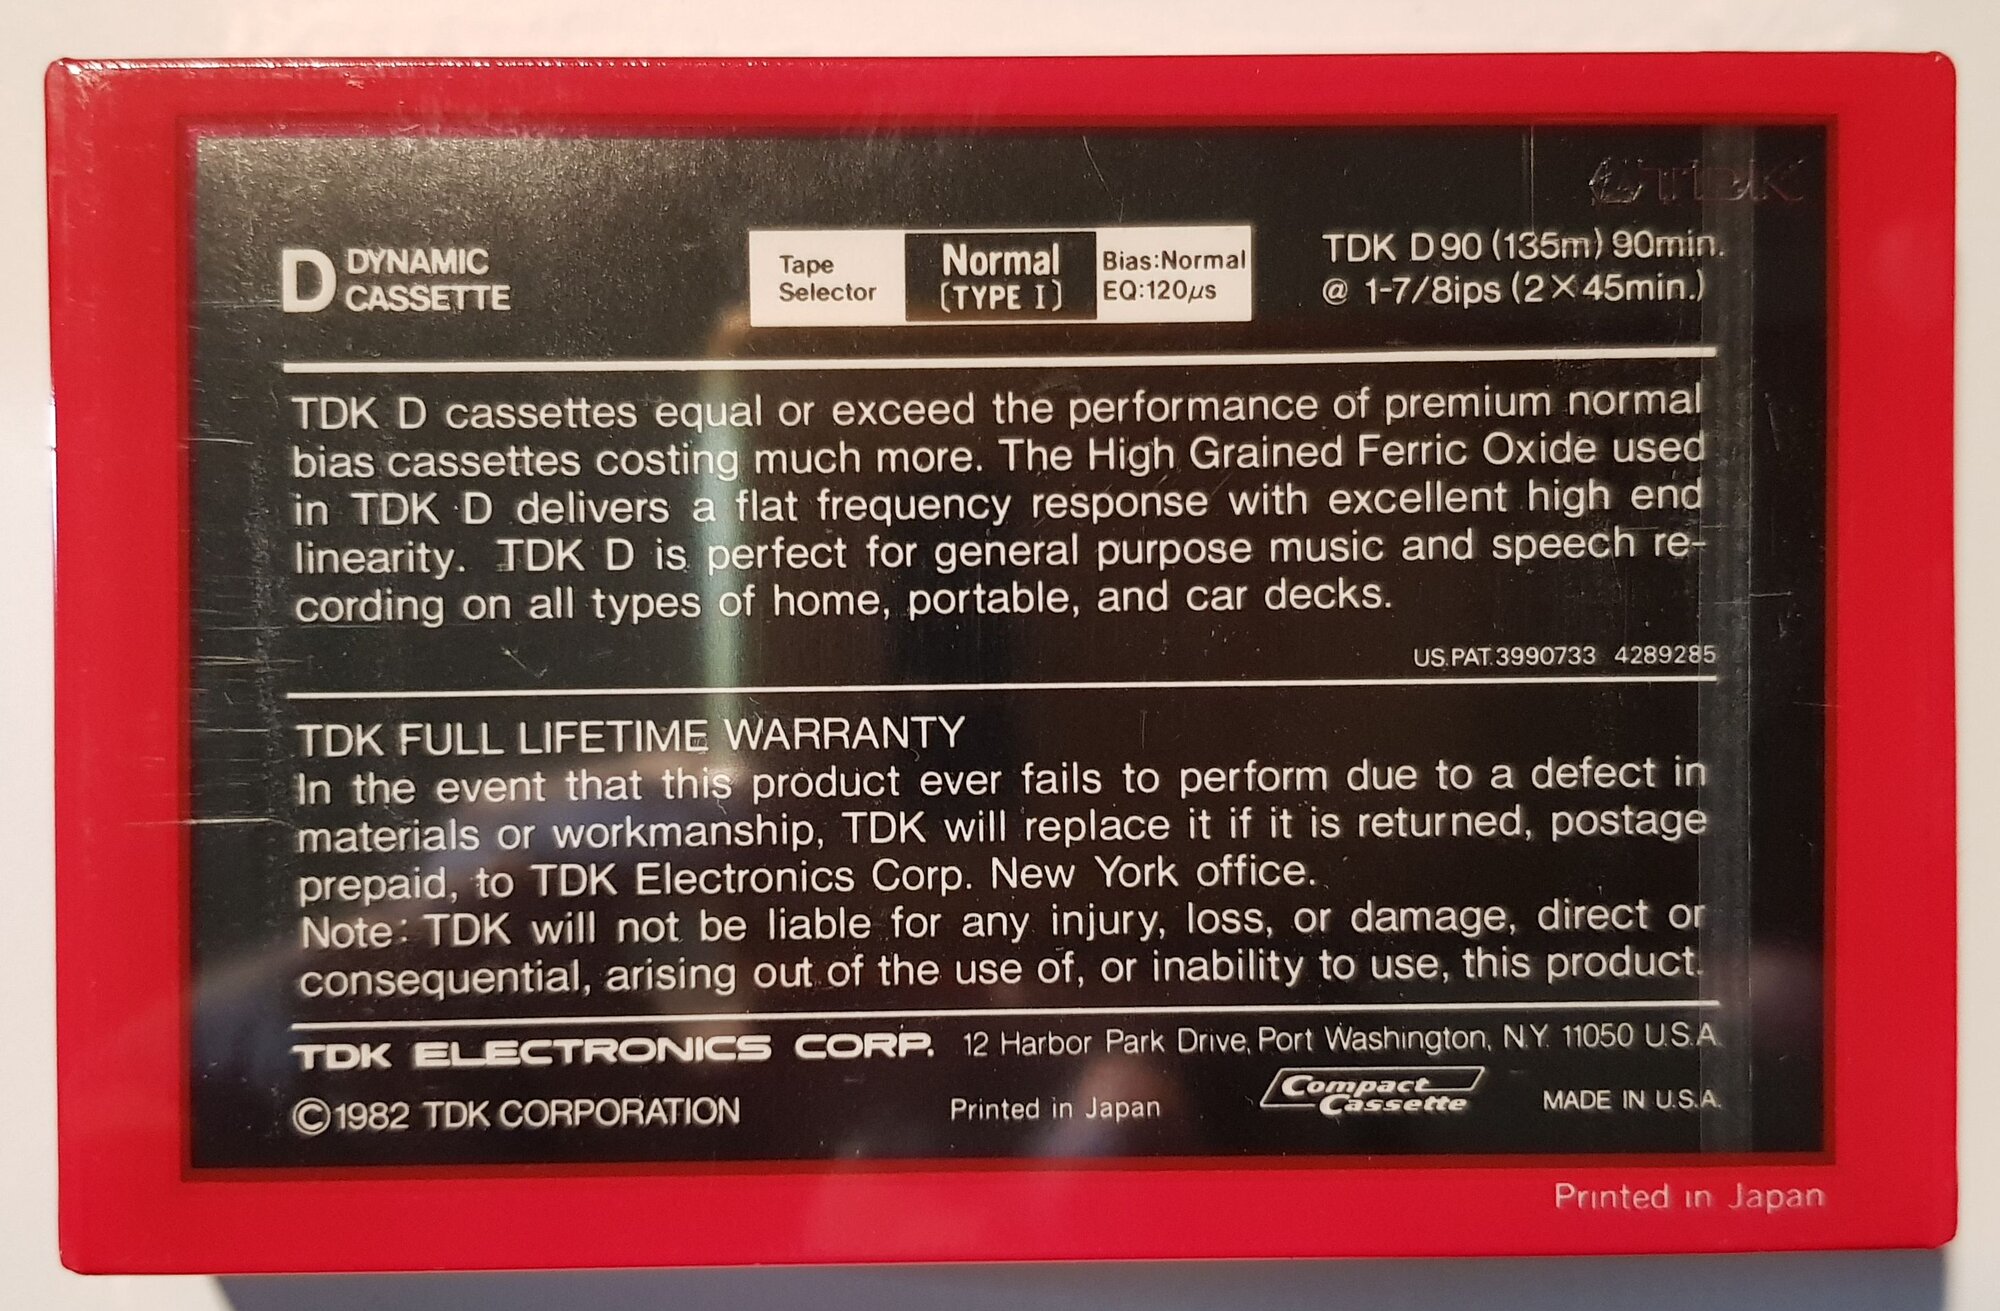 TDK
D DYNAMIC CASSETTE
Tape Selector
Normal (TYPE I)
Bias:Normal
EQ:120μs
TDK D90 (135m) 90min.
@ 1-7/8ips (2×45min.)
TDK D cassettes equal or exceed the performance of premium normal
bias cassettes costing much more. The High Grained Ferric Oxide used
in TDK D delivers a flat frequency response with excellent high end
linearity. TDK D is perfect for general purpose music and speech re-
cording on all types of home, portable, and car decks.
US.PAT.3990733 4289285
TDK FULL LIFETIME WARRANTY
In the event that this product ever fails to perform due to a defect in
materials or workmanship, TDK will replace it if it is returned, postage
prepaid, to TDK Electronics Corp. New York office.
Note: TDK will not be liable for any injury, loss, or damage, direct or
consequential, arising out of the use of, or inability to use, this product.
TDK ELECTRONICS CORP. 12 Harbor Park Drive, Port Washington, N.Y. 11050 U.S.A.
©1982 TDK CORPORATION
Printed in Japan
Compact Cassette
MADE IN U.S.A.
Printed in Japan